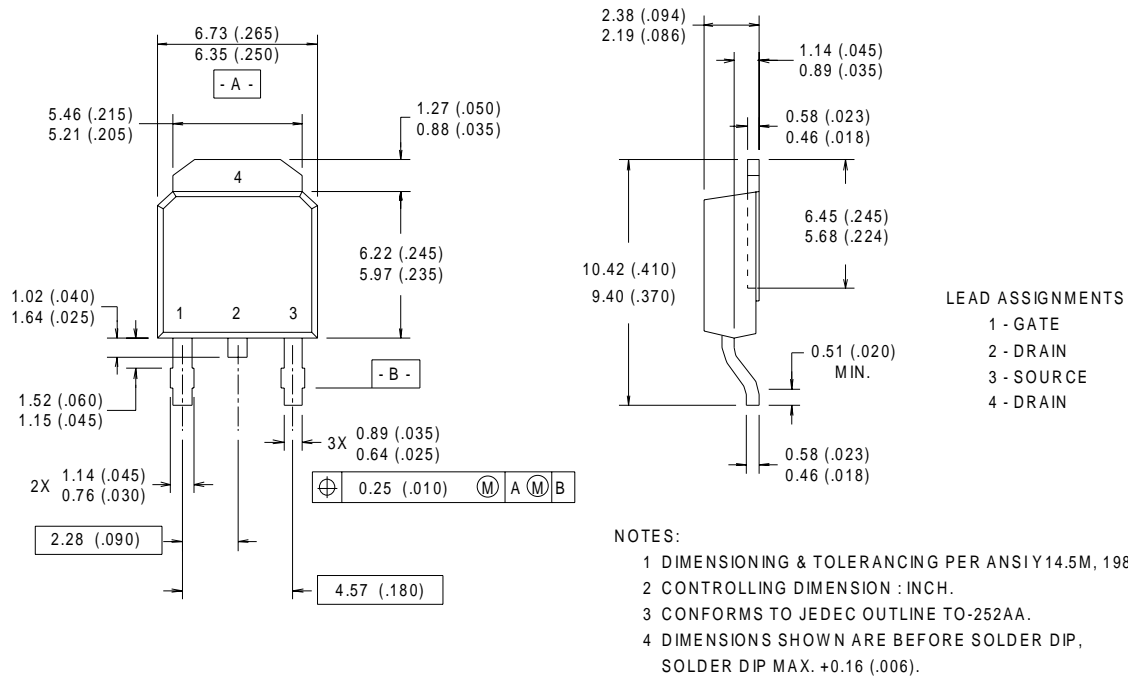 6.73 (.265)
6.35 (.250)
- A -
5.46 (.215)
5.21 (.205)
1.27 (.050)
0.88 (.035)
4
6.22 (.245)
5.97 (.235)
1.02 (.040)
1.64 (.025)
1 2 3
- B -
1.52 (.060)
1.15 (.045)
3X 0.89 (.035)
0.64 (.025)
2X 1.14 (.045)
0.76 (.030)
⌖ 0.25 (.010) Ⓜ A Ⓜ B
2.28 (.090)
4.57 (.180)
2.38 (.094)
2.19 (.086)
1.14 (.045)
0.89 (.035)
0.58 (.023)
0.46 (.018)
6.45 (.245)
5.68 (.224)
10.42 (.410)
9.40 (.370)
0.51 (.020)
MIN.
0.58 (.023)
0.46 (.018)
LEAD ASSIGNMENTS
1 - GATE
2 - DRAIN
3 - SOURCE
4 - DRAIN
NOTES:
1 DIMENSIONING & TOLERANCING PER ANSI Y14.5M, 198
2 CONTROLLING DIMENSION : INCH.
3 CONFORMS TO JEDEC OUTLINE TO-252AA.
4 DIMENSIONS SHOWN ARE BEFORE SOLDER DIP,
SOLDER DIP MAX. +0.16 (.006).